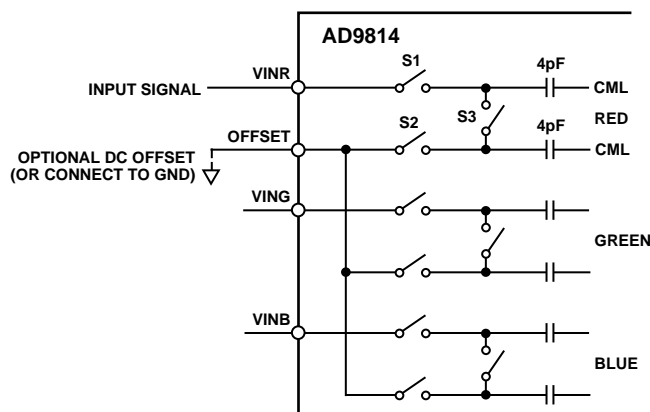 AD9814
VINR
S1
4pF
INPUT SIGNAL
CML
S3
RED
OFFSET
S2
4pF
CML
OPTIONAL DC OFFSET
(OR CONNECT TO GND)
VING
GREEN
VINB
BLUE